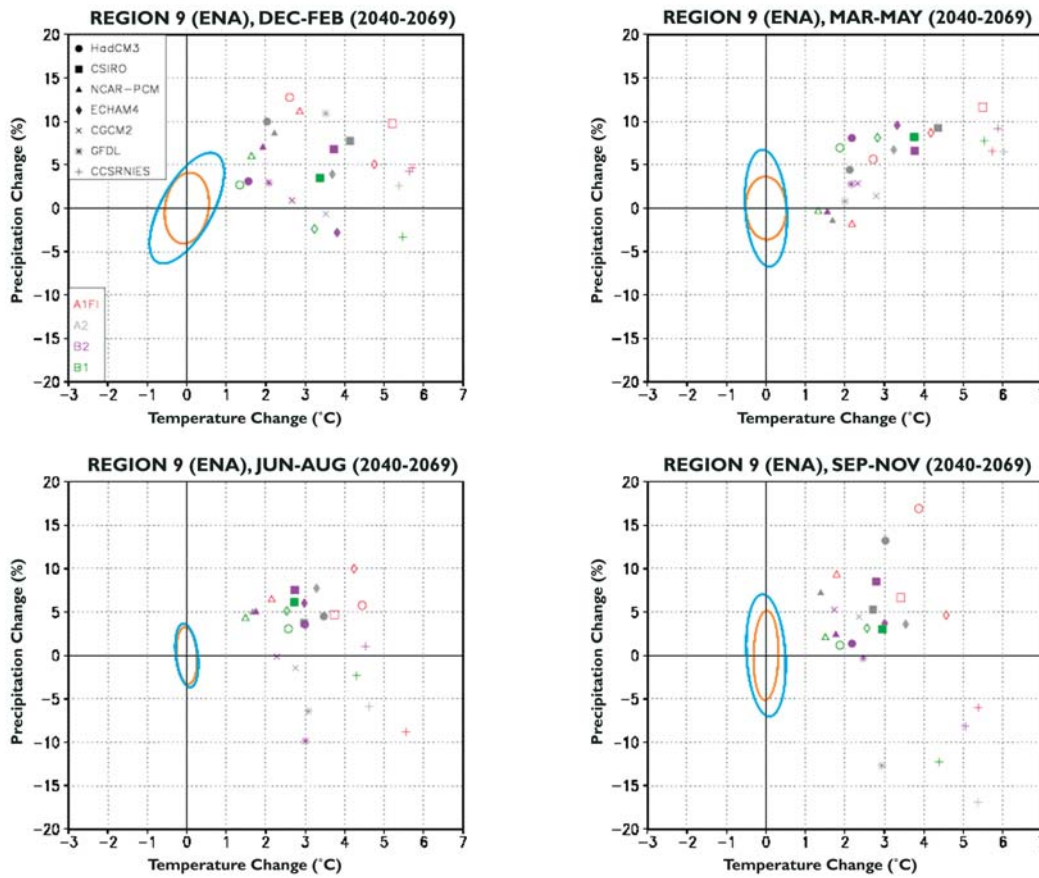 REGION 9 (ENA), DEC-FEB (2040-2069)
20
15
10
5
0
−5
−10
−15
−20
Precipitation Change (%)
HadCM3
CSIRO
NCAR−PCM
ECHAM4
CGCM2
GFDL
CCSRNIES
A1FI
A2
B2
B1
−3 −2 −1 0 1 2 3 4 5 6 7
Temperature Change (˚C)
REGION 9 (ENA), MAR-MAY (2040-2069)
20
15
10
5
0
−5
−10
−15
−20
Precipitation Change (%)
−3 −2 −1 0 1 2 3 4 5 6
Temperature Change (˚C)
REGION 9 (ENA), JUN-AUG (2040-2069)
20
15
10
5
0
−5
−10
−15
−20
Precipitation Change (%)
−3 −2 −1 0 1 2 3 4 5 6 7
Temperature Change (˚C)
REGION 9 (ENA), SEP-NOV (2040-2069)
20
15
10
5
0
−5
−10
−15
−20
Precipitation Change (%)
−3 −2 −1 0 1 2 3 4 5 6
Temperature Change (˚C)